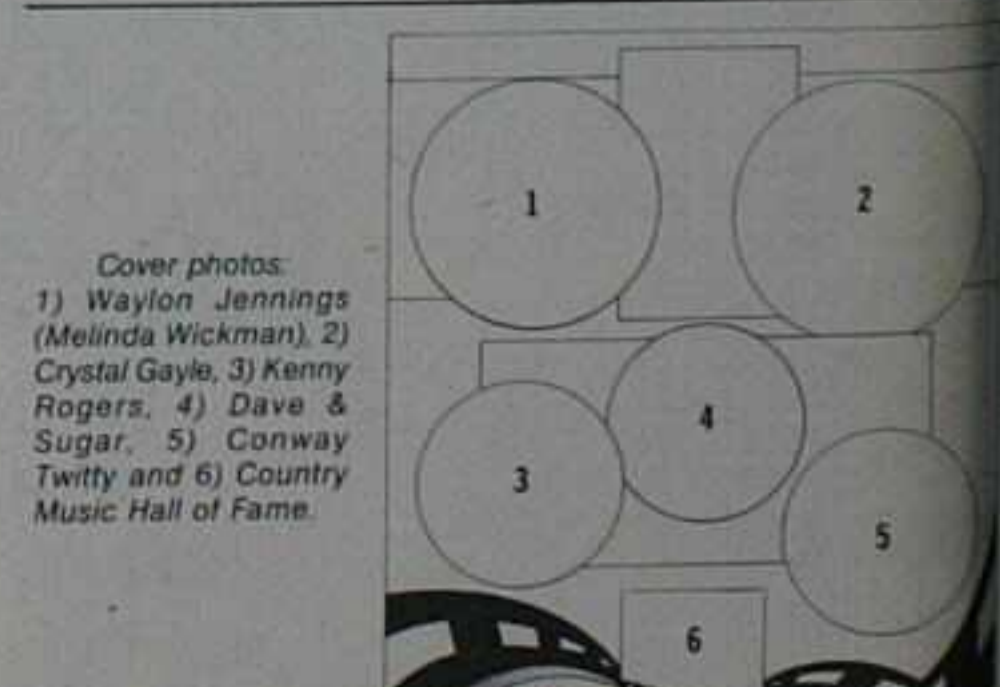 Cover photos:
1) Waylon Jennings
(Melinda Wickman), 2)
Crystal Gayle, 3) Kenny
Rogers, 4) Dave &
Sugar, 5) Conway
Twitty and 6) Country
Music Hall of Fame.
1
2
4
3
5
6